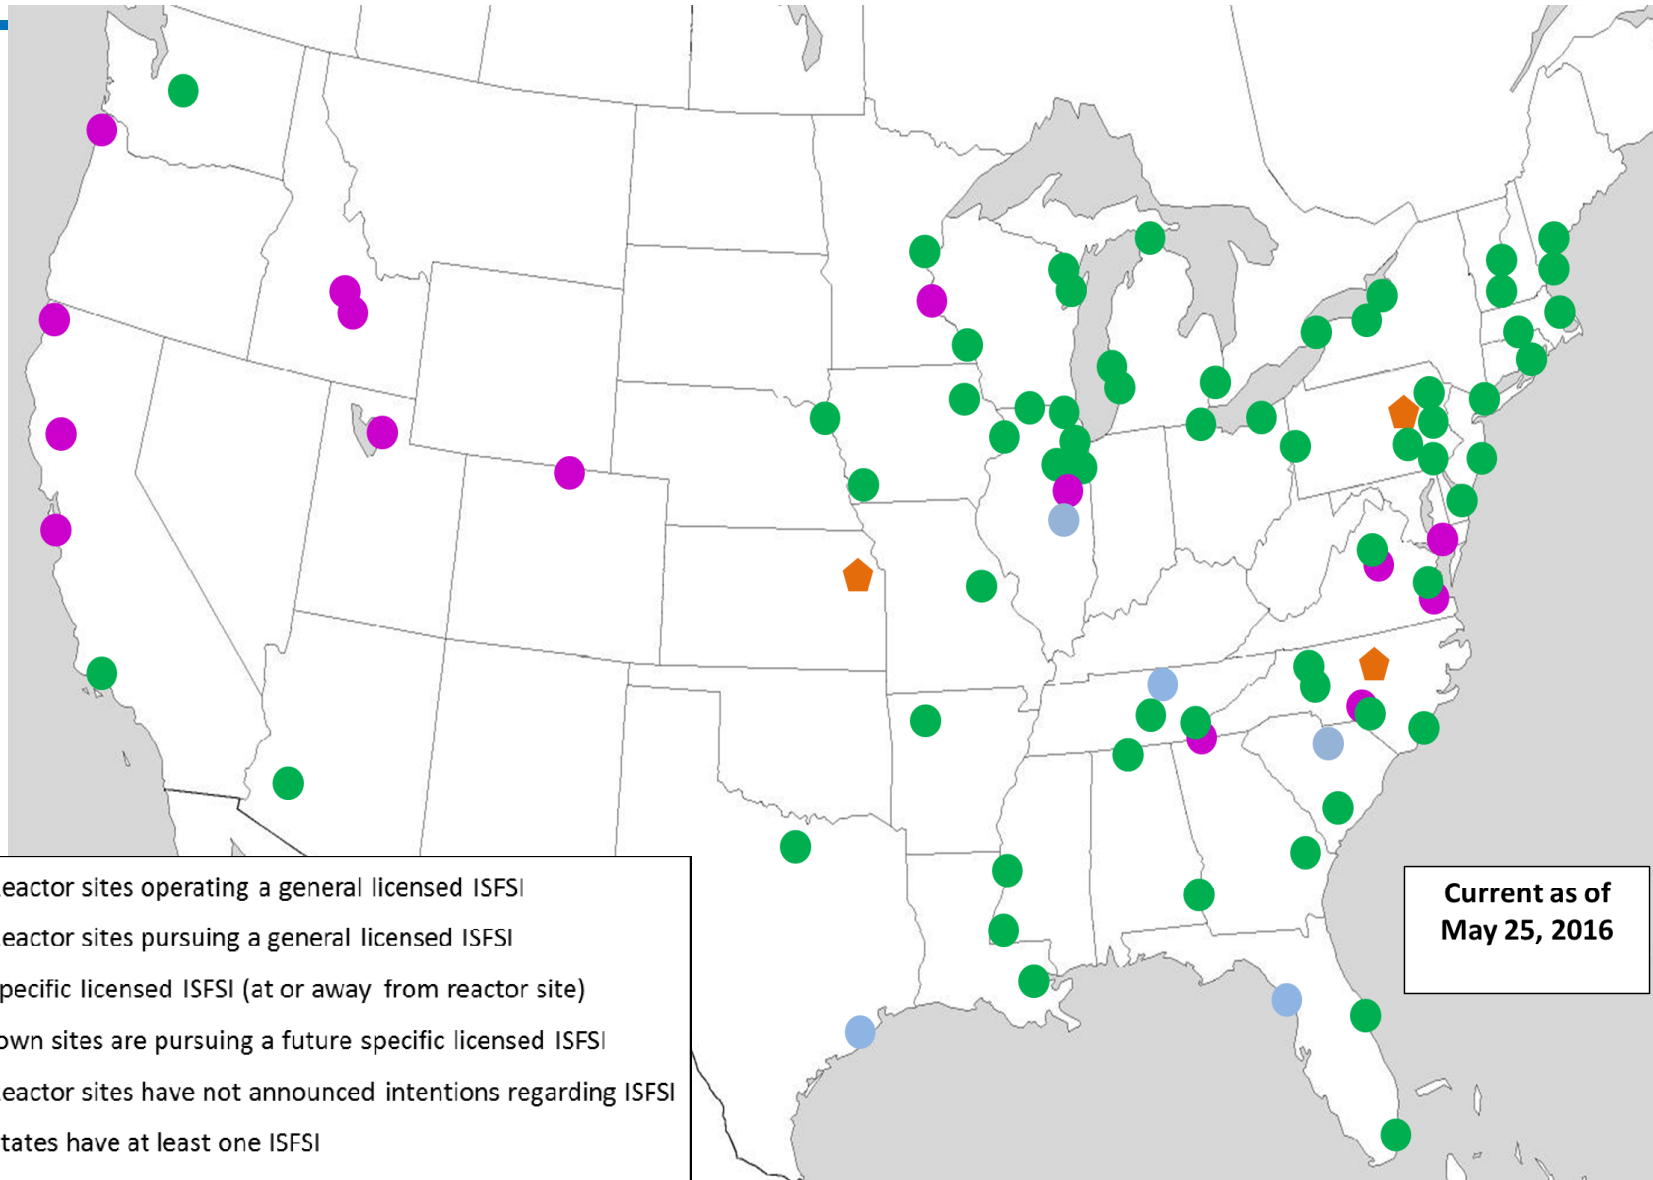 eactor sites operating a general licensed ISFSI
eactor sites pursuing a general licensed ISFSI
pecific licensed ISFSI (at or away from reactor site)
own sites are pursuing a future specific licensed ISFSI
eactor sites have not announced intentions regarding ISFSI
tates have at least one ISFSI
Current as of
May 25, 2016